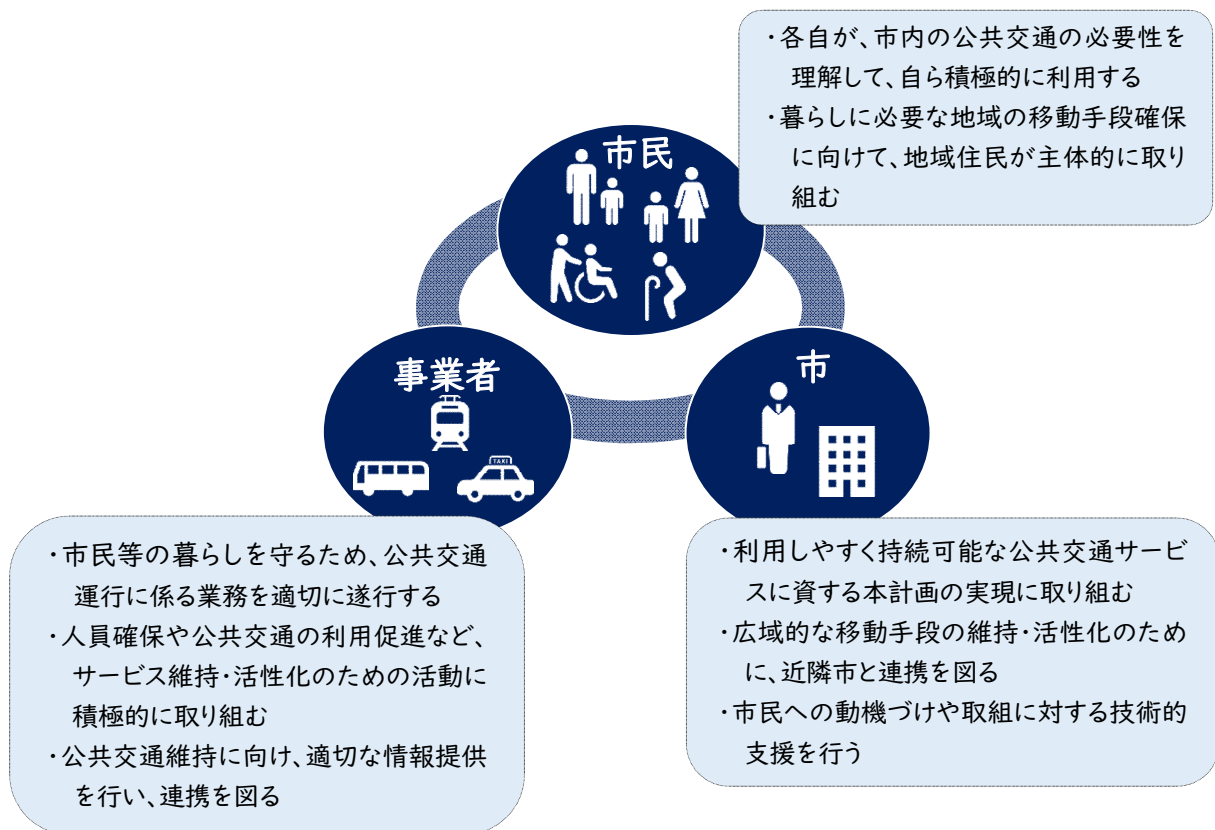 ・各自が、市内の公共交通の必要性を
理解して、自ら積極的に利用する
・暮らしに必要な地域の移動手段確保
に向けて、地域住民が主体的に取り
組む
市民
事業者
TAXI
市
・市民等の暮らしを守るため、公共交通
運行に係る業務を適切に遂行する
・人員確保や公共交通の利用促進など、
サービス維持・活性化のための活動に
積極的に取り組む
・公共交通維持に向け、適切な情報提供
を行い、連携を図る
・利用しやすく持続可能な公共交通サービ
スに資する本計画の実現に取り組む
・広域的な移動手段の維持・活性化のため
に、近隣市と連携を図る
・市民への動機づけや取組に対する技術的
支援を行う